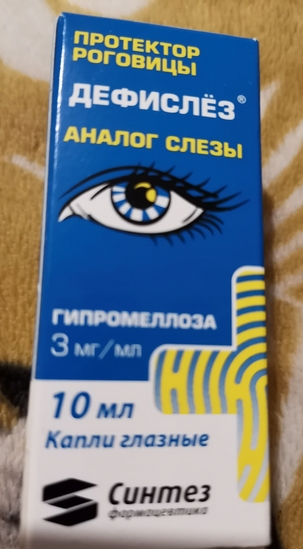 ПРОТЕКТОР
РОГОВИЦЫ
ДЕФИСЛЁЗ®
АНАЛОГ СЛЕЗЫ
ГИПРОМЕЛЛОЗА
3 мг/мл
10 мл
Капли глазные
Синтез
фармацевтика